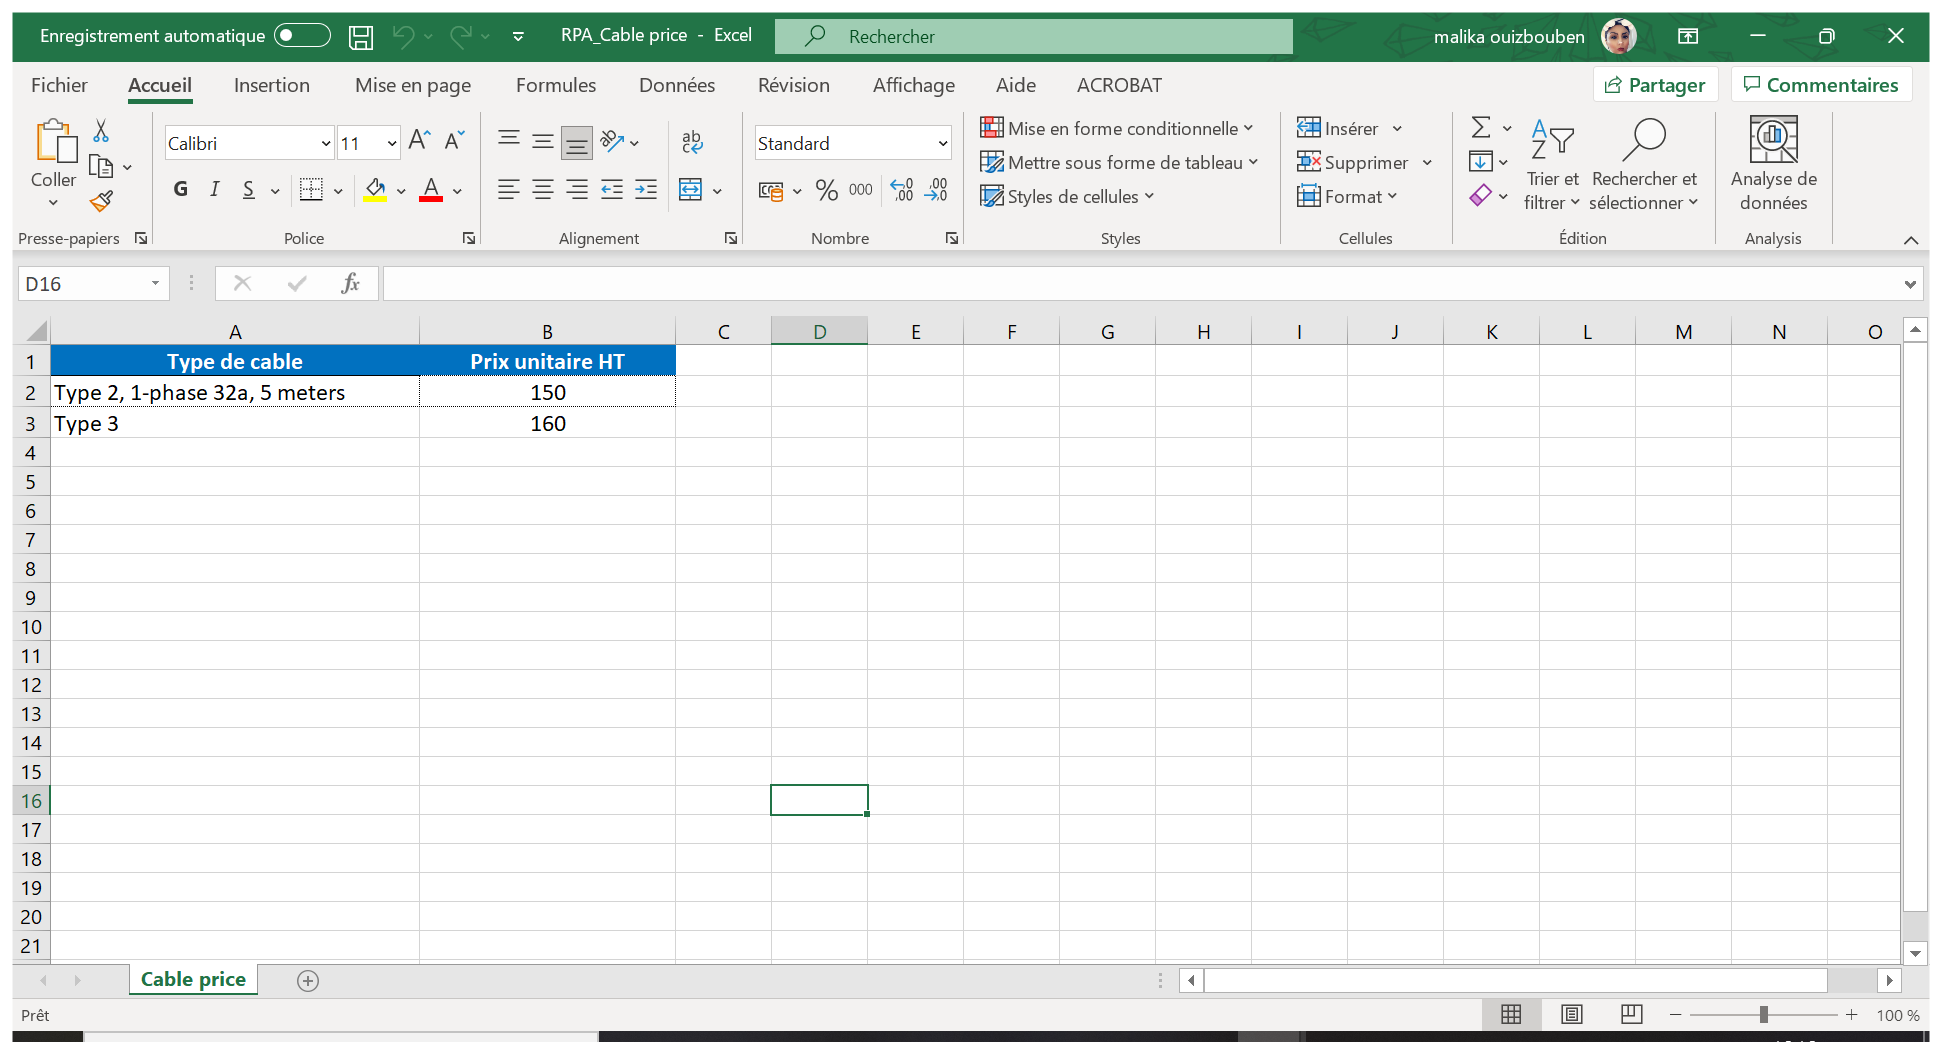 Enregistrement automatique RPA_Cable price - Excel Rechercher malika ouizbouben
Fichier Accueil Insertion Mise en page Formules Données Révision Affichage Aide ACROBAT Partager Commentaires
Coller
Presse-papiers
Calibri 11
G I S
Police
ab
Alignement
Standard
% 000
Nombre
Mise en forme conditionnelle
Mettre sous forme de tableau
Styles de cellules
Styles
Insérer
Supprimer
Format
Cellules
Trier et
filtrer
Rechercher et
sélectionner
Édition
Analyse de
données
Analysis
D16 fx
A B C D E F G H I J K L M N O
1 Type de cable Prix unitaire HT
2 Type 2, 1-phase 32a, 5 meters 150
3 Type 3 160
4
5
6
7
8
9
10
11
12
13
14
15
16
17
18
19
20
21
Cable price
Prêt 100 %